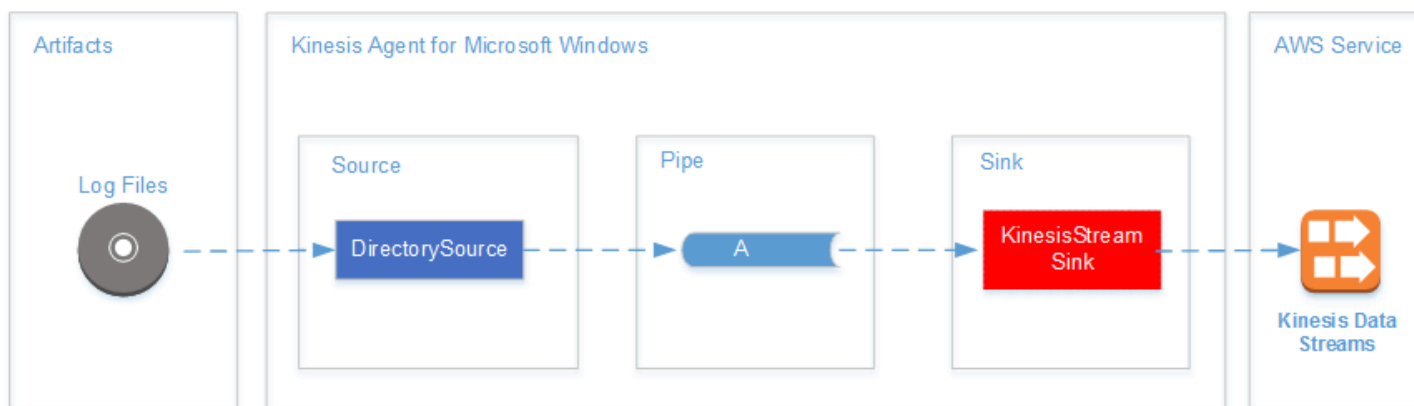 Artifacts
Kinesis Agent for Microsoft Windows
AWS Service
Log Files
Source
DirectorySource
Pipe
A
Sink
KinesisStream
Sink
Kinesis Data
Streams